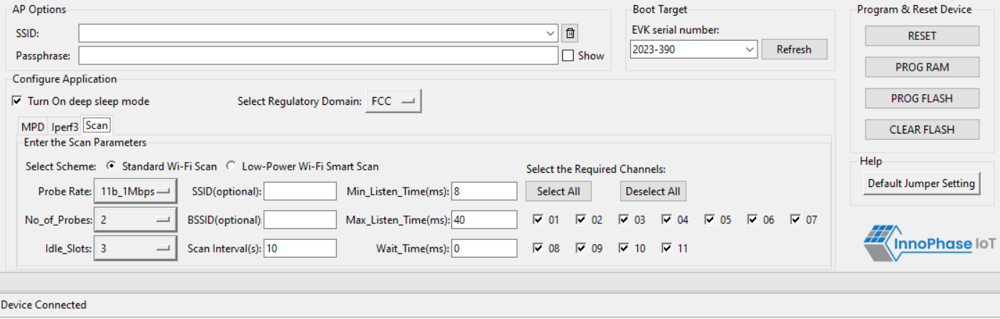 AP Options
SSID:
Passphrase:
Show
Boot Target
EVK serial number:
2023-390
Refresh
Program & Reset Device
RESET
PROG RAM
PROG FLASH
CLEAR FLASH
Configure Application
Turn On deep sleep mode
Select Regulatory Domain: FCC
MPD Iperf3 Scan
Enter the Scan Parameters
Select Scheme: Standard Wi-Fi Scan Low-Power Wi-Fi Smart Scan
Probe Rate: 11b_1Mbps SSID(optional): Min_Listen_Time(ms): 8
No_of_Probes: 2 BSSID(optional) Max_Listen_Time(ms): 40
Idle_Slots: 3 Scan Interval(s): 10 Wait_Time(ms): 0
Select the Required Channels:
Select All Deselect All
01 02 03 04 05 06 07
08 09 10 11
Help
Default Jumper Setting
InnoPhase IoT
Device Connected